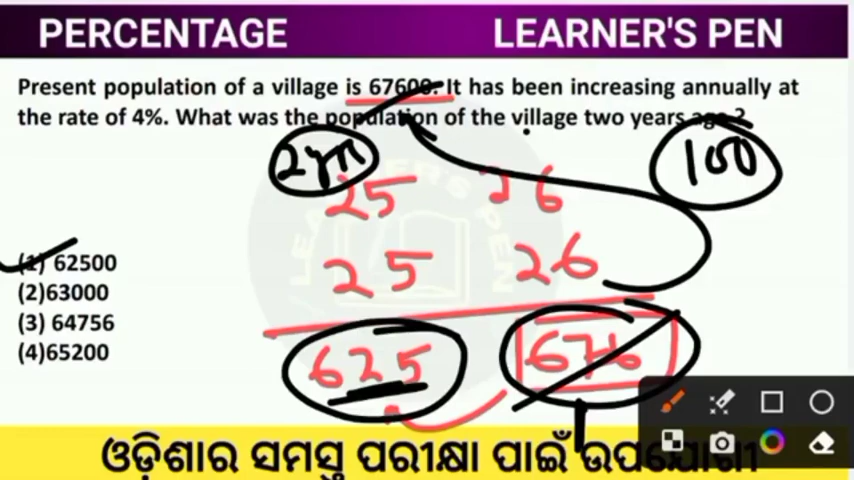 PERCENTAGE LEARNER'S PEN
Present population of a village is 67600. It has been increasing annually at
the rate of 4%. What was the population of the village two years ago ?
2yr 100
25 26
25 26
(1) 62500
(2)63000
(3) 64756
(4)65200
625 676
1
ଓଡ଼ିଶାର ସମସ୍ତ ପରୀକ୍ଷା ପାଇଁ ଉପଯୋଗୀ